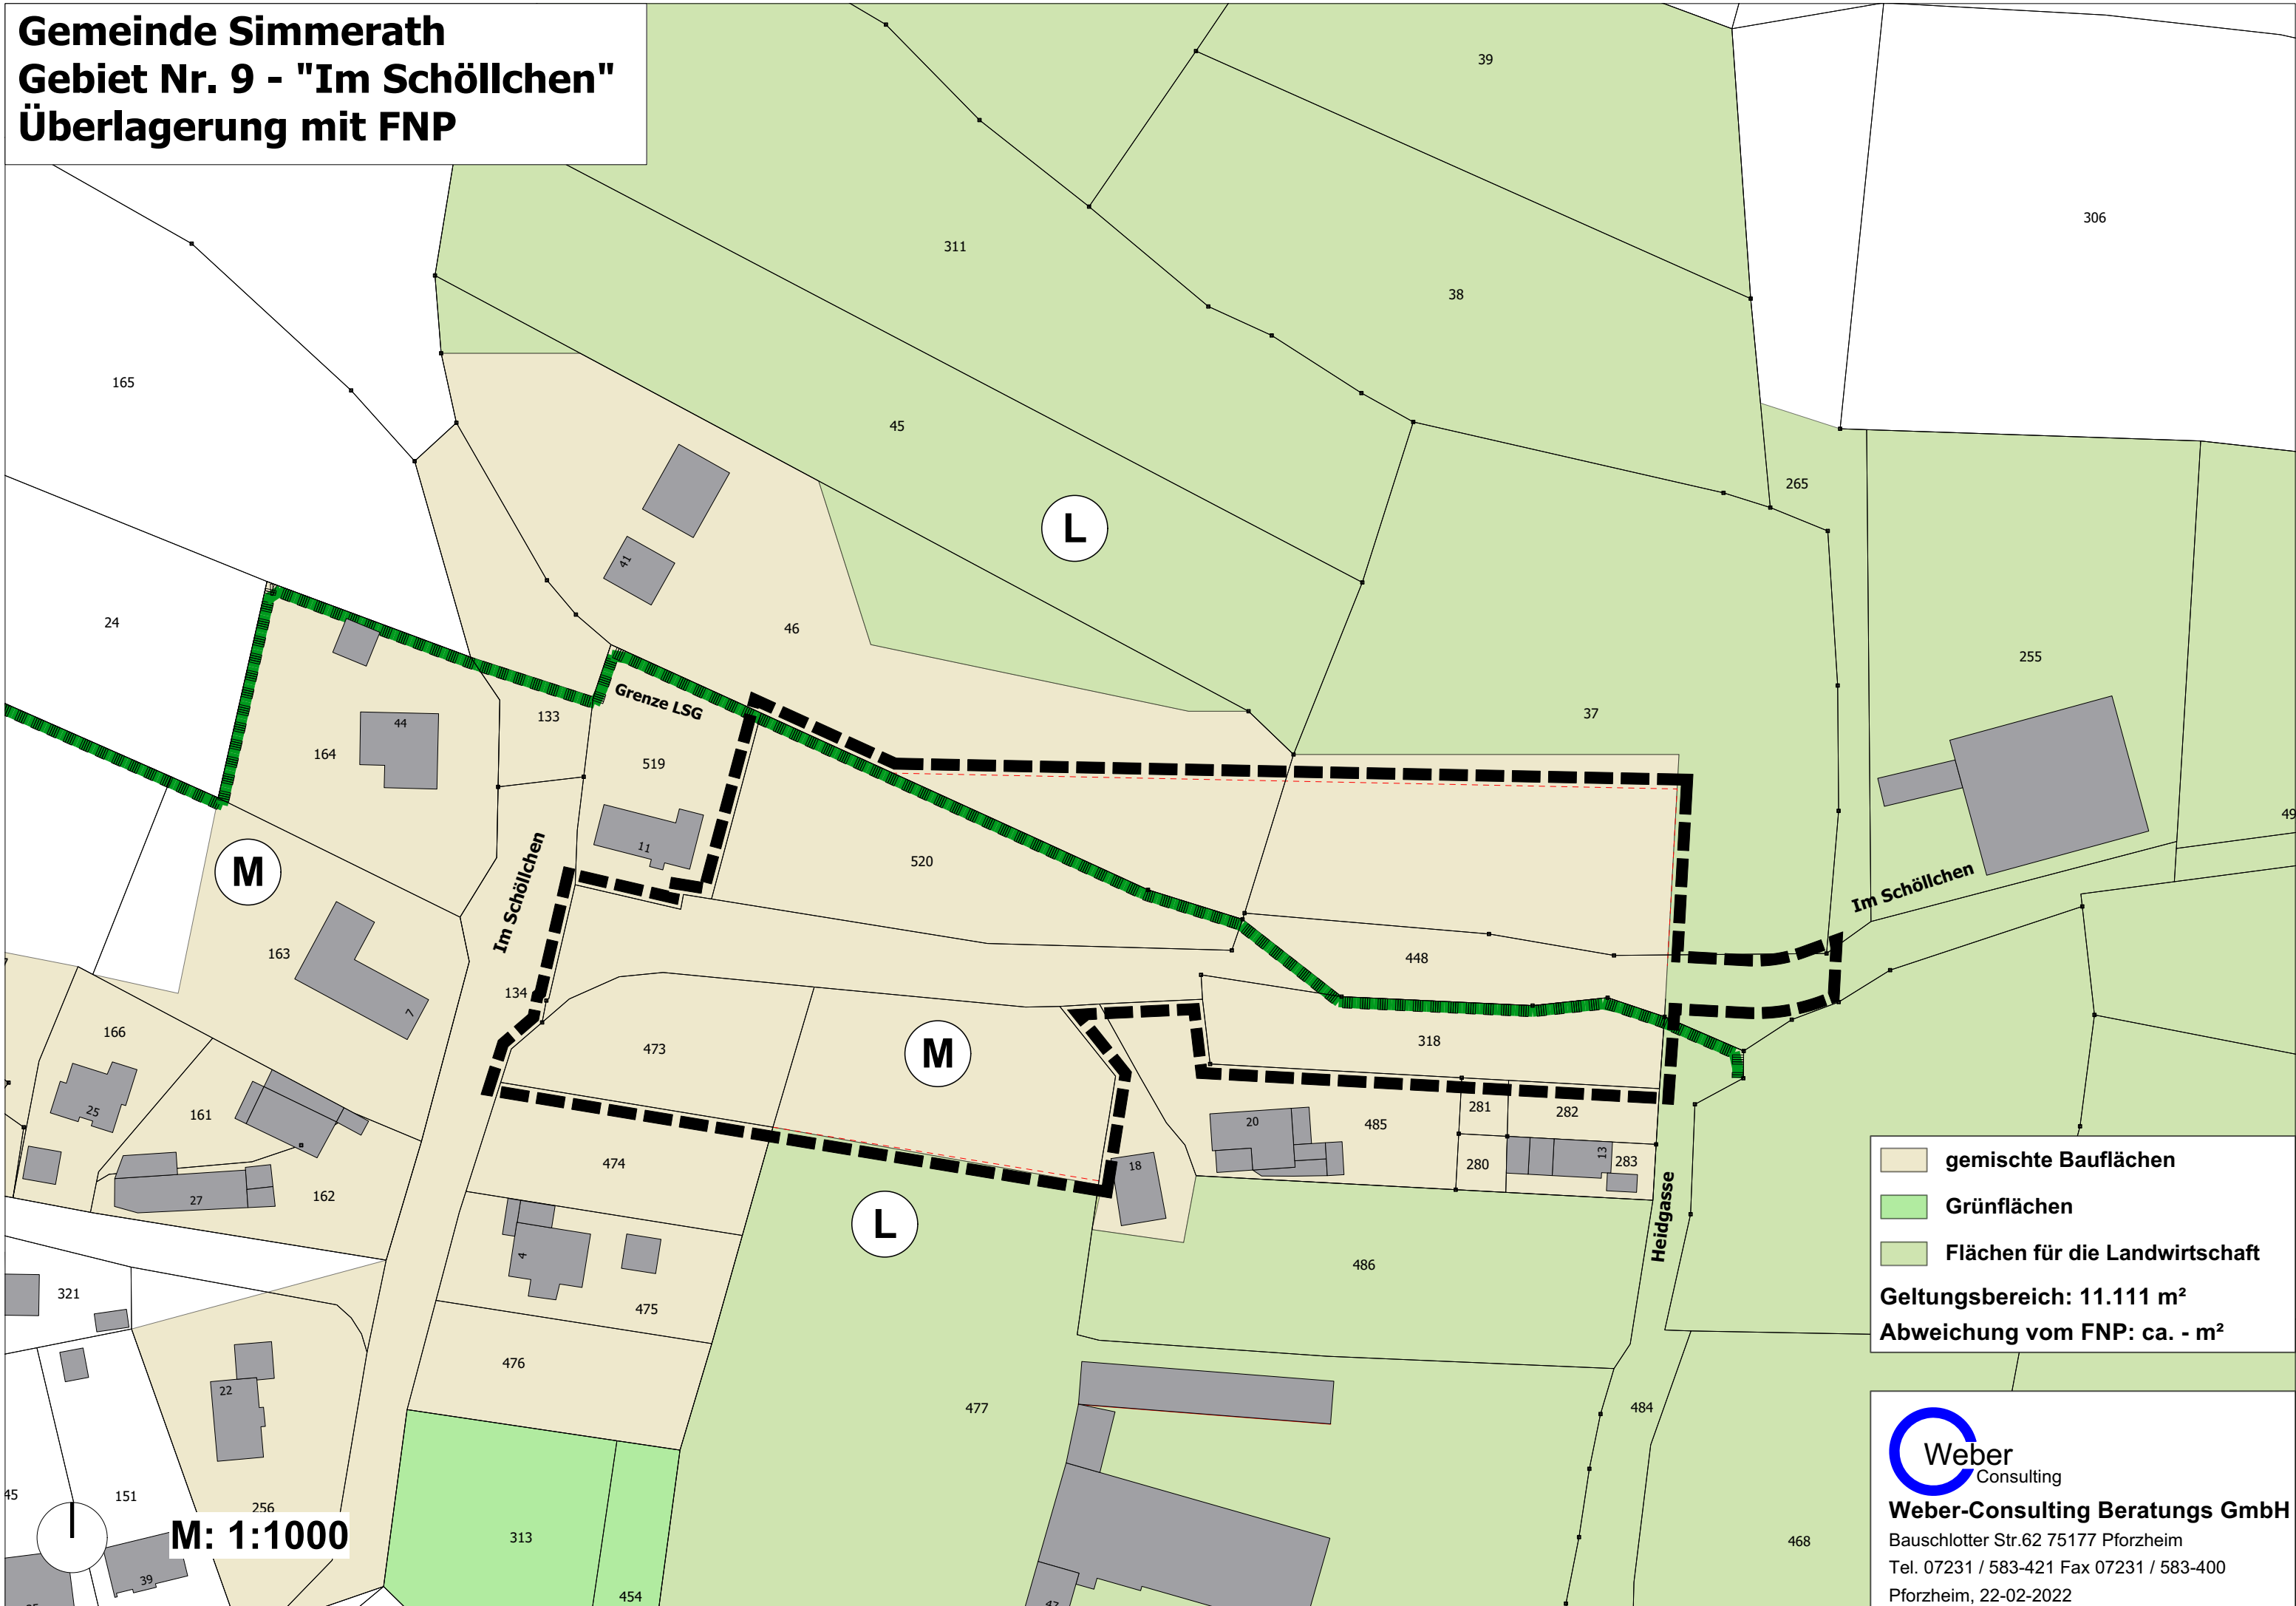 Gemeinde Simmerath
Gebiet Nr. 9 - "Im Schöllchen"
Überlagerung mit FNP
39
306
311
38
165
45
265
L
41
24
46
255
Grenze LSG
133
44
164
519
37
49
11
520
M
Im Schöllchen
Im Schöllchen
163
134
448
7
166
473
M
318
25
161
281
282
20
485
474
18
280
13
283
27
162
L
Heidgasse
4
486
321
475
476
22
477
484
45
151
256
M: 1:1000
313
468
39
454
gemischte Bauflächen
Grünflächen
Flächen für die Landwirtschaft
Geltungsbereich: 11.111 m²
Abweichung vom FNP: ca. - m²
Weber
Consulting
Weber-Consulting Beratungs GmbH
Bauschlotter Str.62 75177 Pforzheim
Tel. 07231 / 583-421 Fax 07231 / 583-400
Pforzheim, 22-02-2022